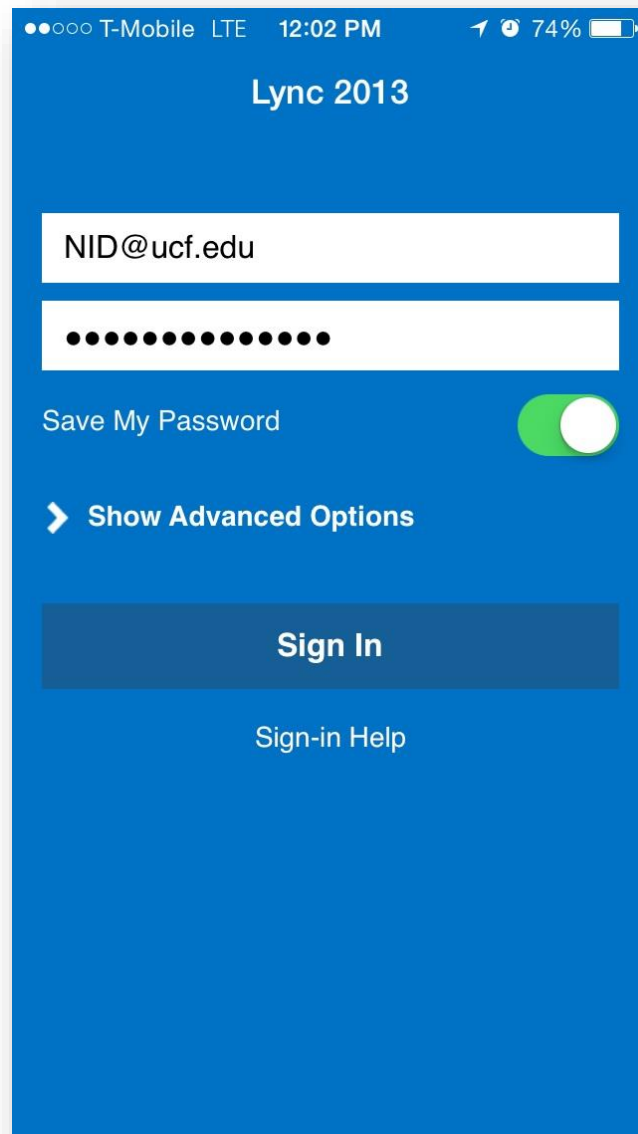 T-Mobile LTE 12:02 PM 74%
Lync 2013
NID@ucf.edu
••••••••••••••
Save My Password
Show Advanced Options
Sign In
Sign-in Help